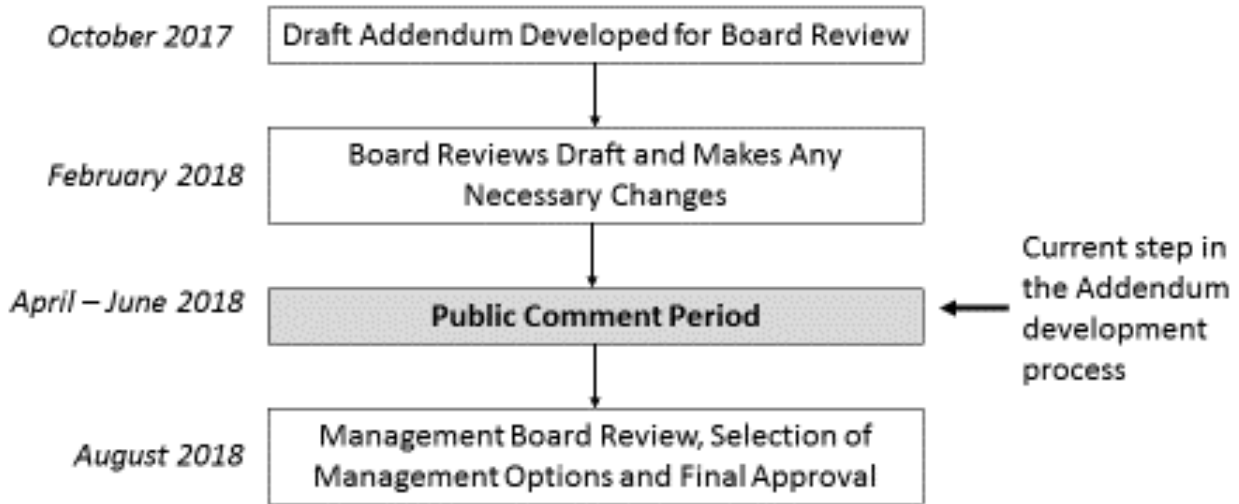 October 2017
Draft Addendum Developed for Board Review
February 2018
Board Reviews Draft and Makes Any
Necessary Changes
April – June 2018
Public Comment Period
Current step in
the Addendum
development
process
August 2018
Management Board Review, Selection of
Management Options and Final Approval